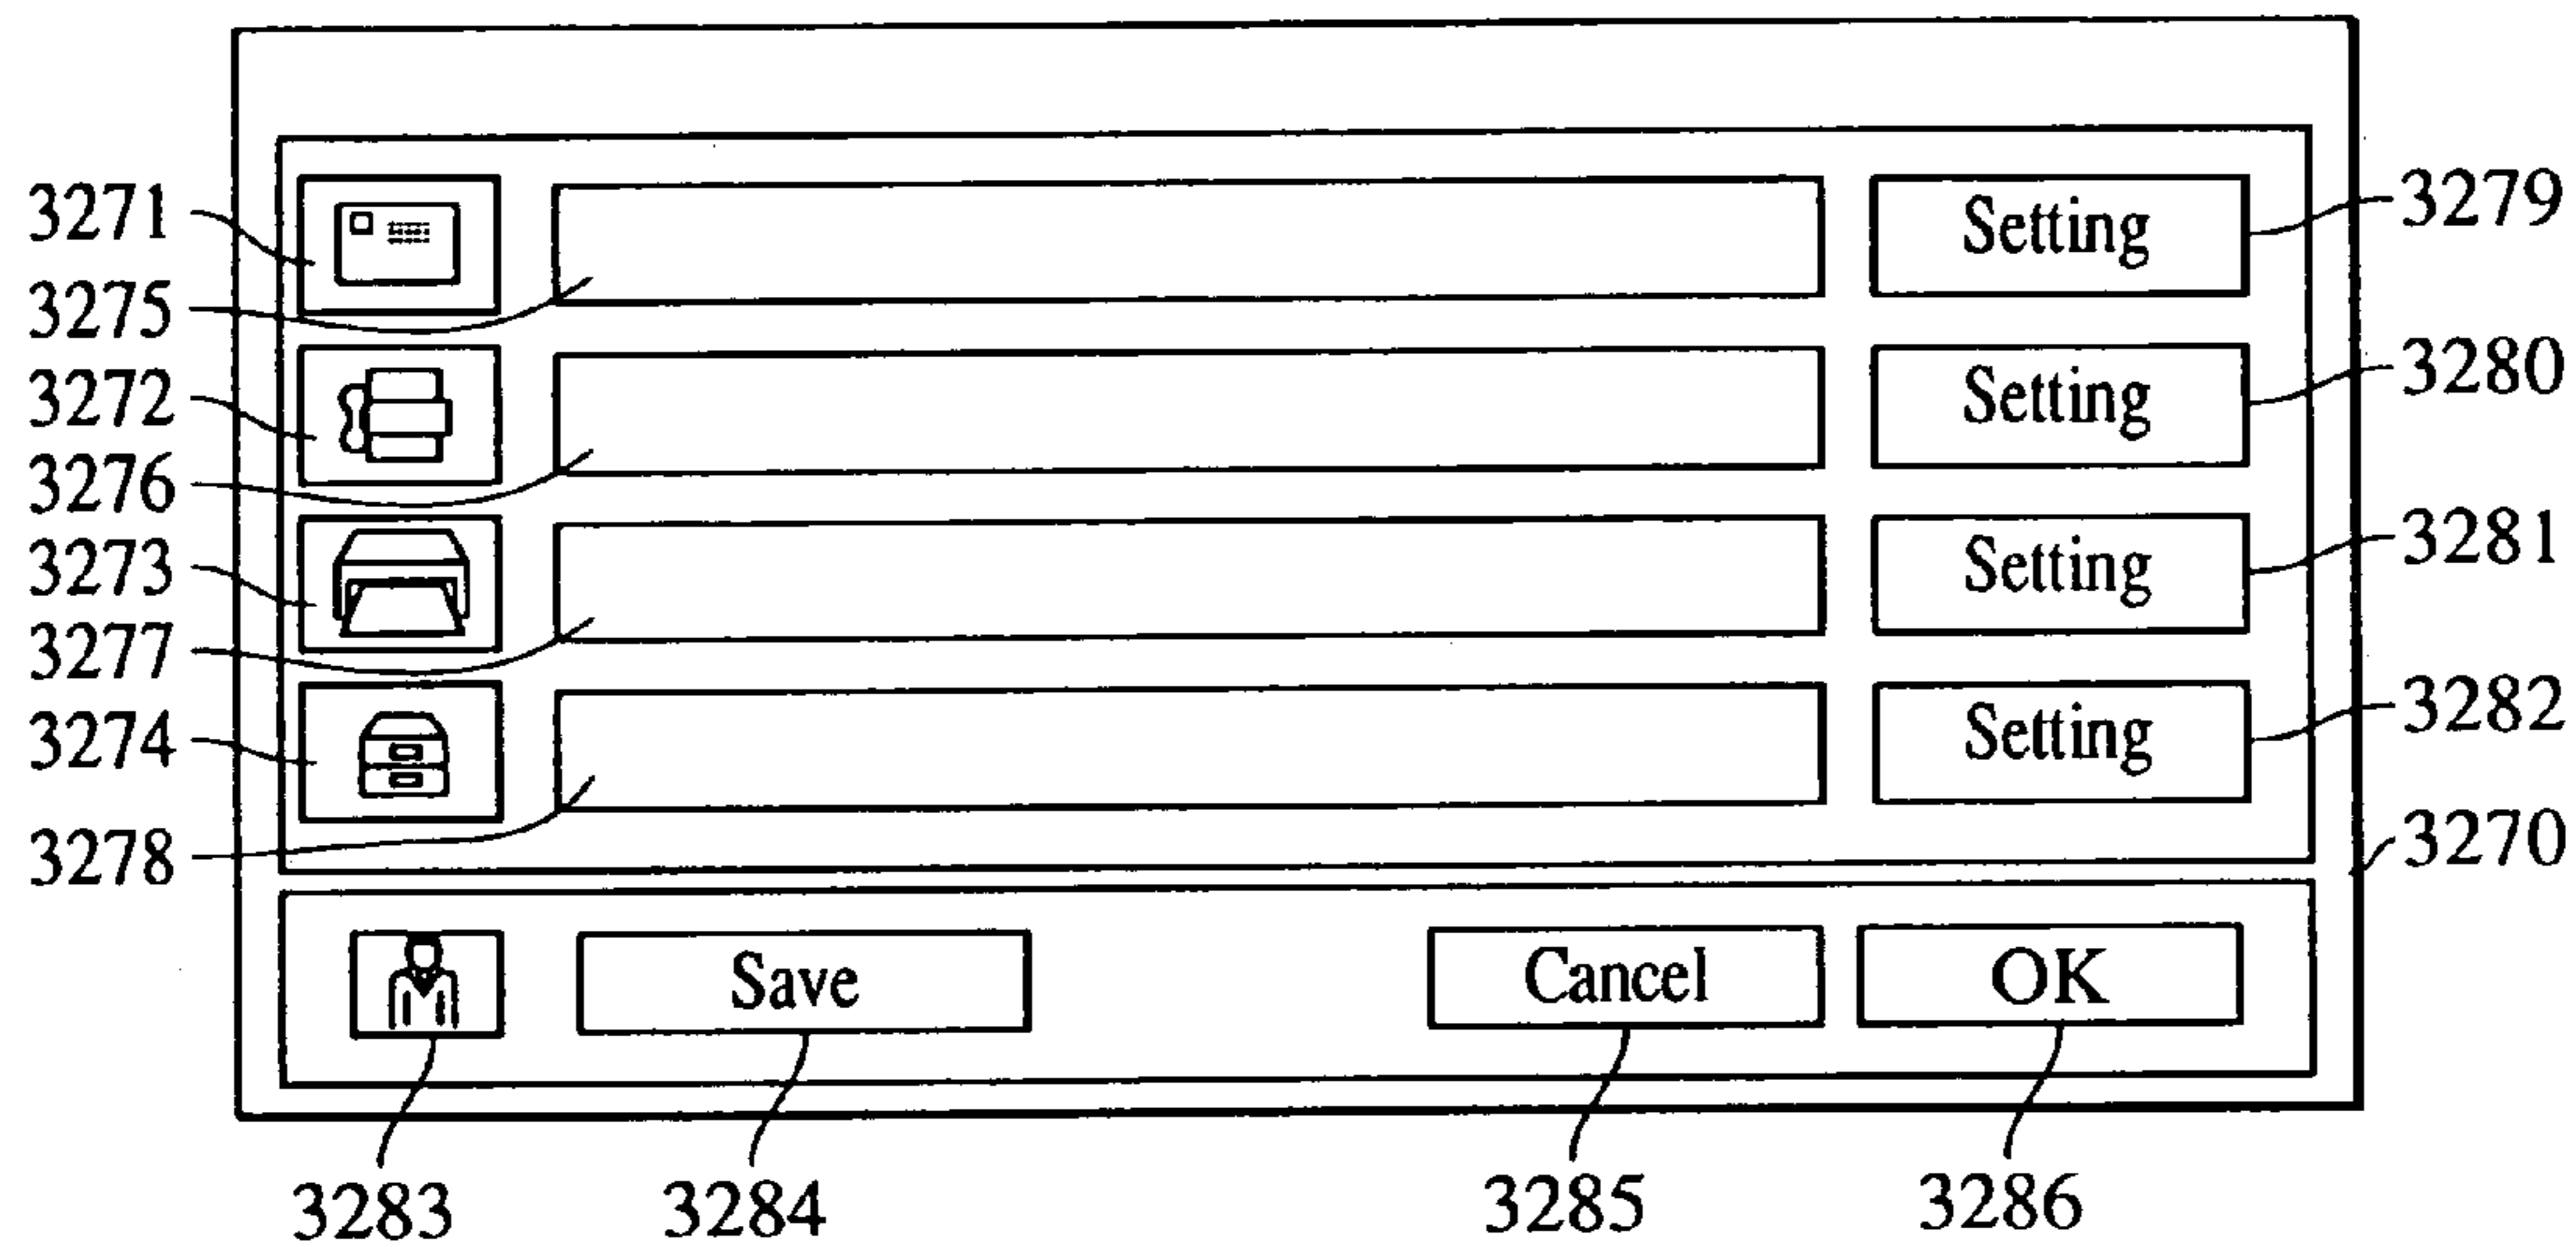 3271 Setting 3279
3275
3272 Setting 3280
3276
3273 Setting 3281
3277
3274 Setting 3282
3278 3270
Save Cancel OK
3283 3284 3285 3286